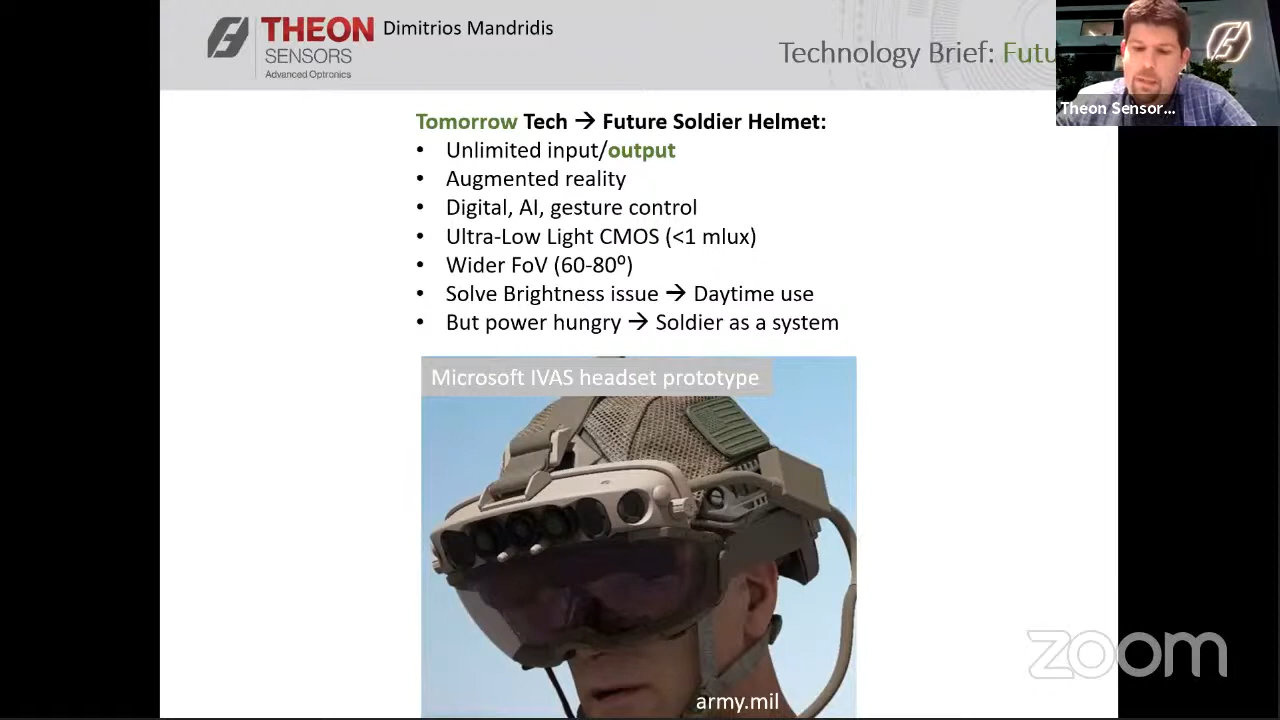 THEON
SENSORS
Advanced Optronics
Dimitrios Mandridis
Technology Brief: Futu
Theon Sensor...
Tomorrow Tech → Future Soldier Helmet:
• Unlimited input/output
• Augmented reality
• Digital, AI, gesture control
• Ultra-Low Light CMOS (<1 mlux)
• Wider FoV (60-80º)
• Solve Brightness issue → Daytime use
• But power hungry → Soldier as a system
Microsoft IVAS headset prototype
army.mil
zoom